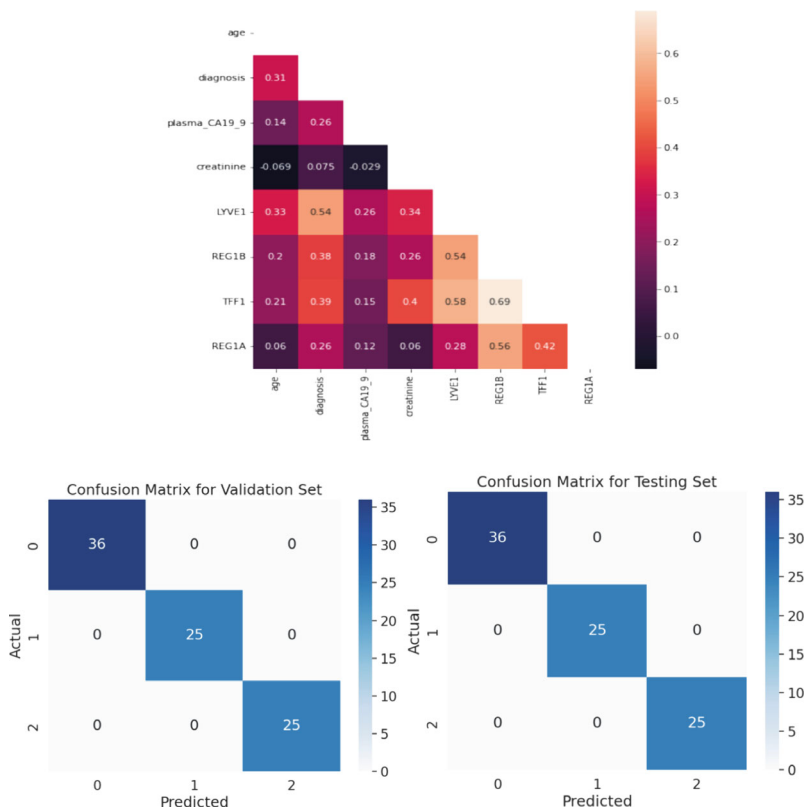 age
diagnosis 0.31
plasma_CA19_9 0.14 0.26
creatinine -0.069 0.075 -0.029
LYVE1 0.33 0.54 0.26 0.34
REG1B 0.2 0.38 0.18 0.26 0.54
TFF1 0.21 0.39 0.15 0.4 0.58 0.69
REG1A 0.06 0.26 0.12 0.06 0.28 0.56 0.42
age diagnosis plasma_CA19_9 creatinine LYVE1 REG1B TFF1 REG1A
0.6
0.5
0.4
0.3
0.2
0.1
0.0
Confusion Matrix for Validation Set
Actual
0 36 0 0
1 0 25 0
2 0 0 25
0 1 2
Predicted
35
30
25
20
15
10
5
0
Confusion Matrix for Testing Set
Actual
0 36 0 0
1 0 25 0
2 0 0 25
0 1 2
Predicted
35
30
25
20
15
10
5
0